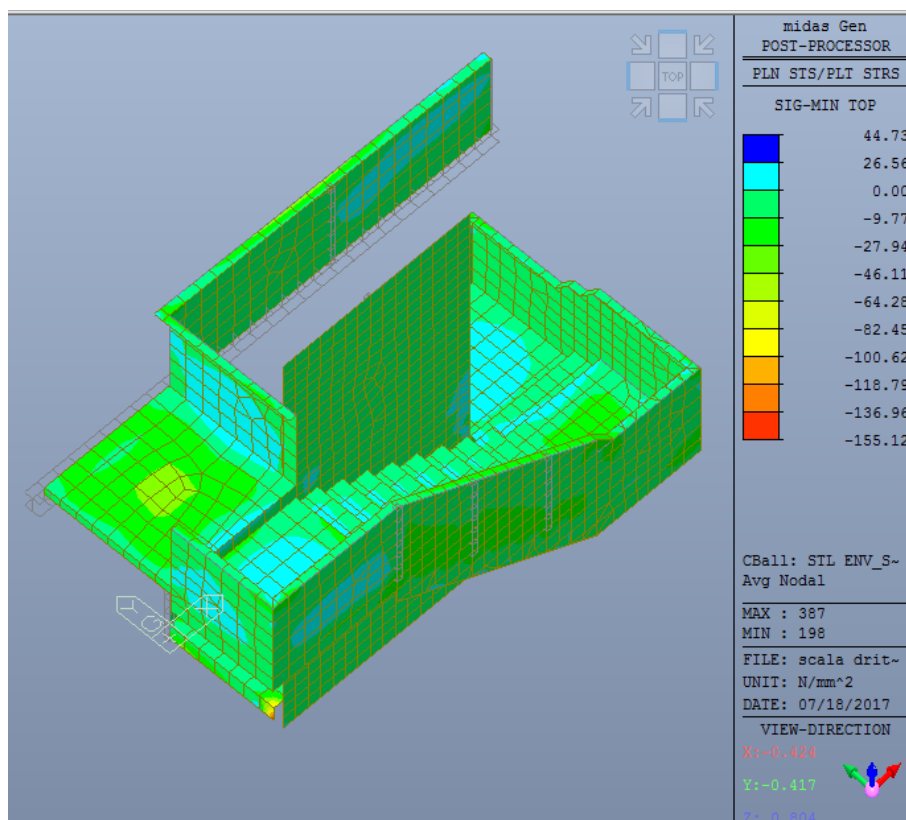 midas Gen
POST-PROCESSOR
PLN STS/PLT STRS
SIG-MIN TOP
44.73
26.56
0.00
-9.77
-27.94
-46.11
-64.28
-82.45
-100.62
-118.79
-136.96
-155.12
CBall: STL ENV_S~
Avg Nodal
MAX : 387
MIN : 198
FILE: scala drit~
UNIT: N/mm^2
DATE: 07/18/2017
VIEW-DIRECTION
X:-0.424
Y:-0.417
Z: 0.804
TOP